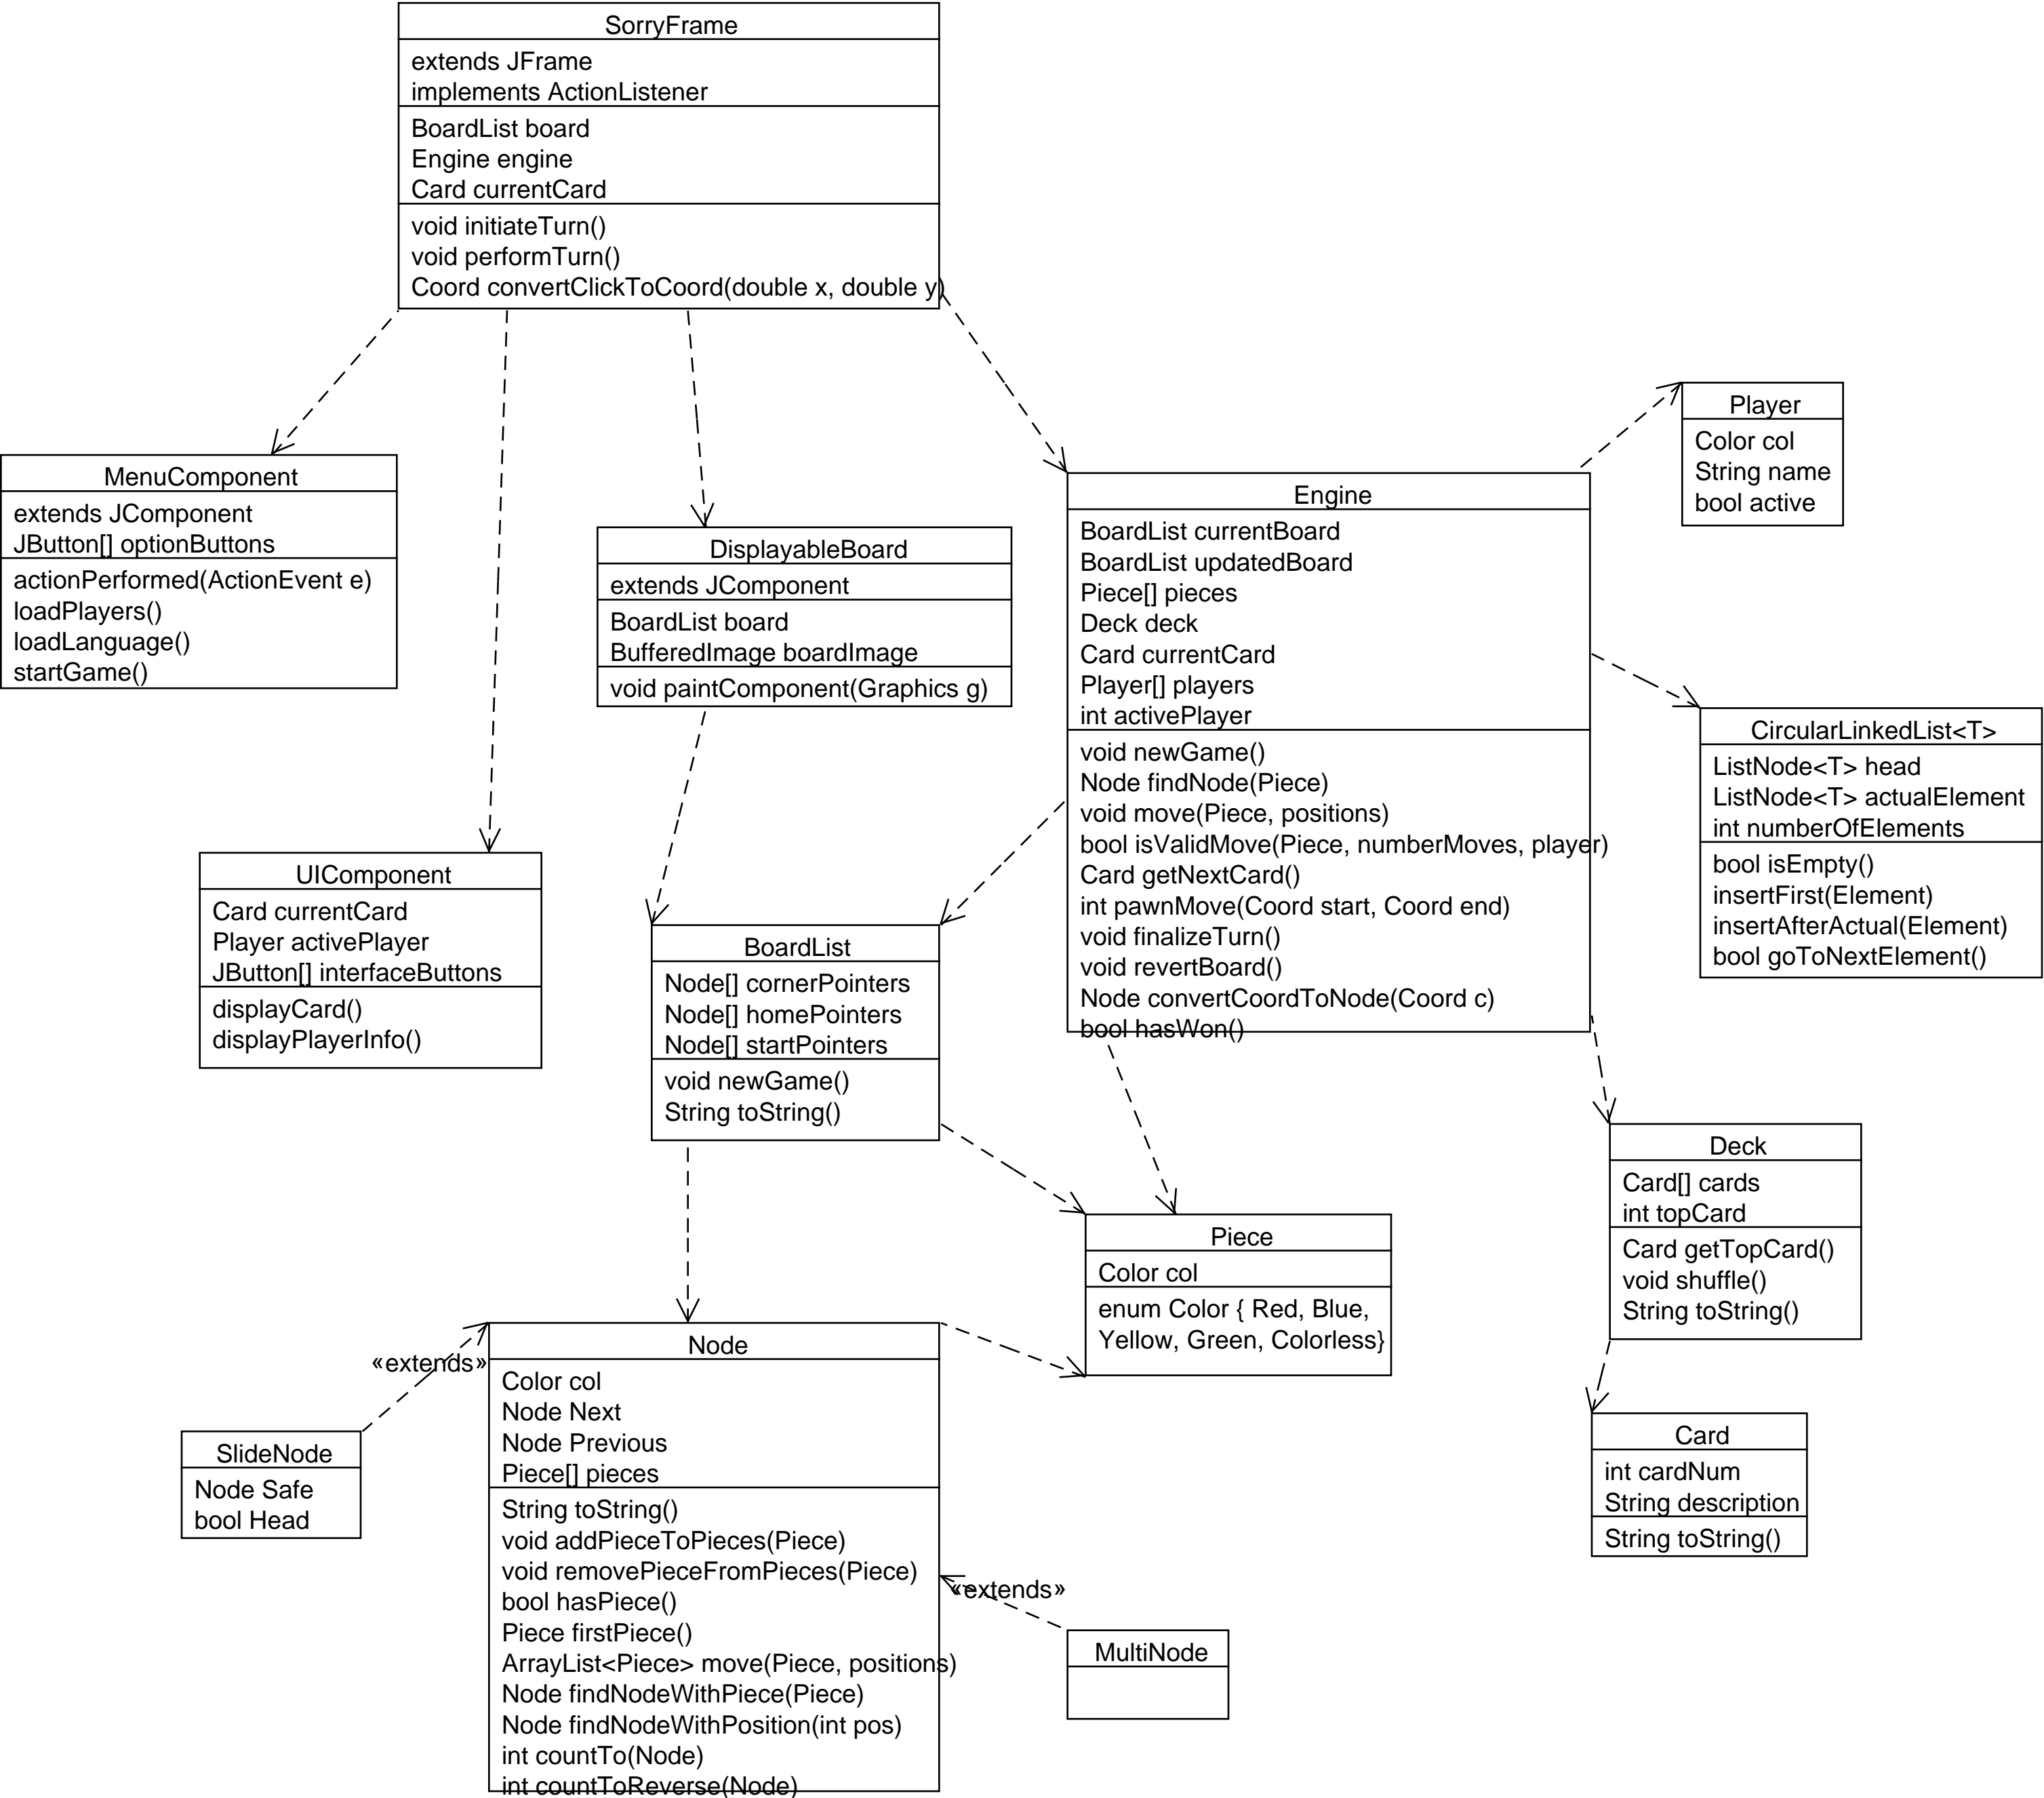 SorryFrame
extends JFrame
implements ActionListener
BoardList board
Engine engine
Card currentCard
void initiateTurn()
void performTurn()
Coord convertClickToCoord(double x, double y)
Player
Color col
String name
bool active
MenuComponent
extends JComponent
JButton[] optionButtons
actionPerformed(ActionEvent e)
loadPlayers()
loadLanguage()
startGame()
DisplayableBoard
extends JComponent
BoardList board
BufferedImage boardImage
void paintComponent(Graphics g)
Engine
BoardList currentBoard
BoardList updatedBoard
Piece[] pieces
Deck deck
Card currentCard
Player[] players
int activePlayer
void newGame()
Node findNode(Piece)
void move(Piece, positions)
bool isValidMove(Piece, numberMoves, player)
Card getNextCard()
int pawnMove(Coord start, Coord end)
void finalizeTurn()
void revertBoard()
Node convertCoordToNode(Coord c)
bool hasWon()
CircularLinkedList<T>
ListNode<T> head
ListNode<T> actualElement
int numberOfElements
bool isEmpty()
insertFirst(Element)
insertAfterActual(Element)
bool goToNextElement()
UIComponent
Card currentCard
Player activePlayer
JButton[] interfaceButtons
displayCard()
displayPlayerInfo()
BoardList
Node[] cornerPointers
Node[] homePointers
Node[] startPointers
void newGame()
String toString()
Deck
Card[] cards
int topCard
Card getTopCard()
void shuffle()
String toString()
Piece
Color col
enum Color { Red, Blue,
Yellow, Green, Colorless}
«extends»
Node
Color col
Node Next
Node Previous
Piece[] pieces
String toString()
void addPieceToPieces(Piece)
void removePieceFromPieces(Piece)
bool hasPiece()
Piece firstPiece()
ArrayList<Piece> move(Piece, positions)
Node findNodeWithPiece(Piece)
Node findNodeWithPosition(int pos)
int countTo(Node)
int countToReverse(Node)
SlideNode
Node Safe
bool Head
Card
int cardNum
String description
String toString()
«extends»
MultiNode